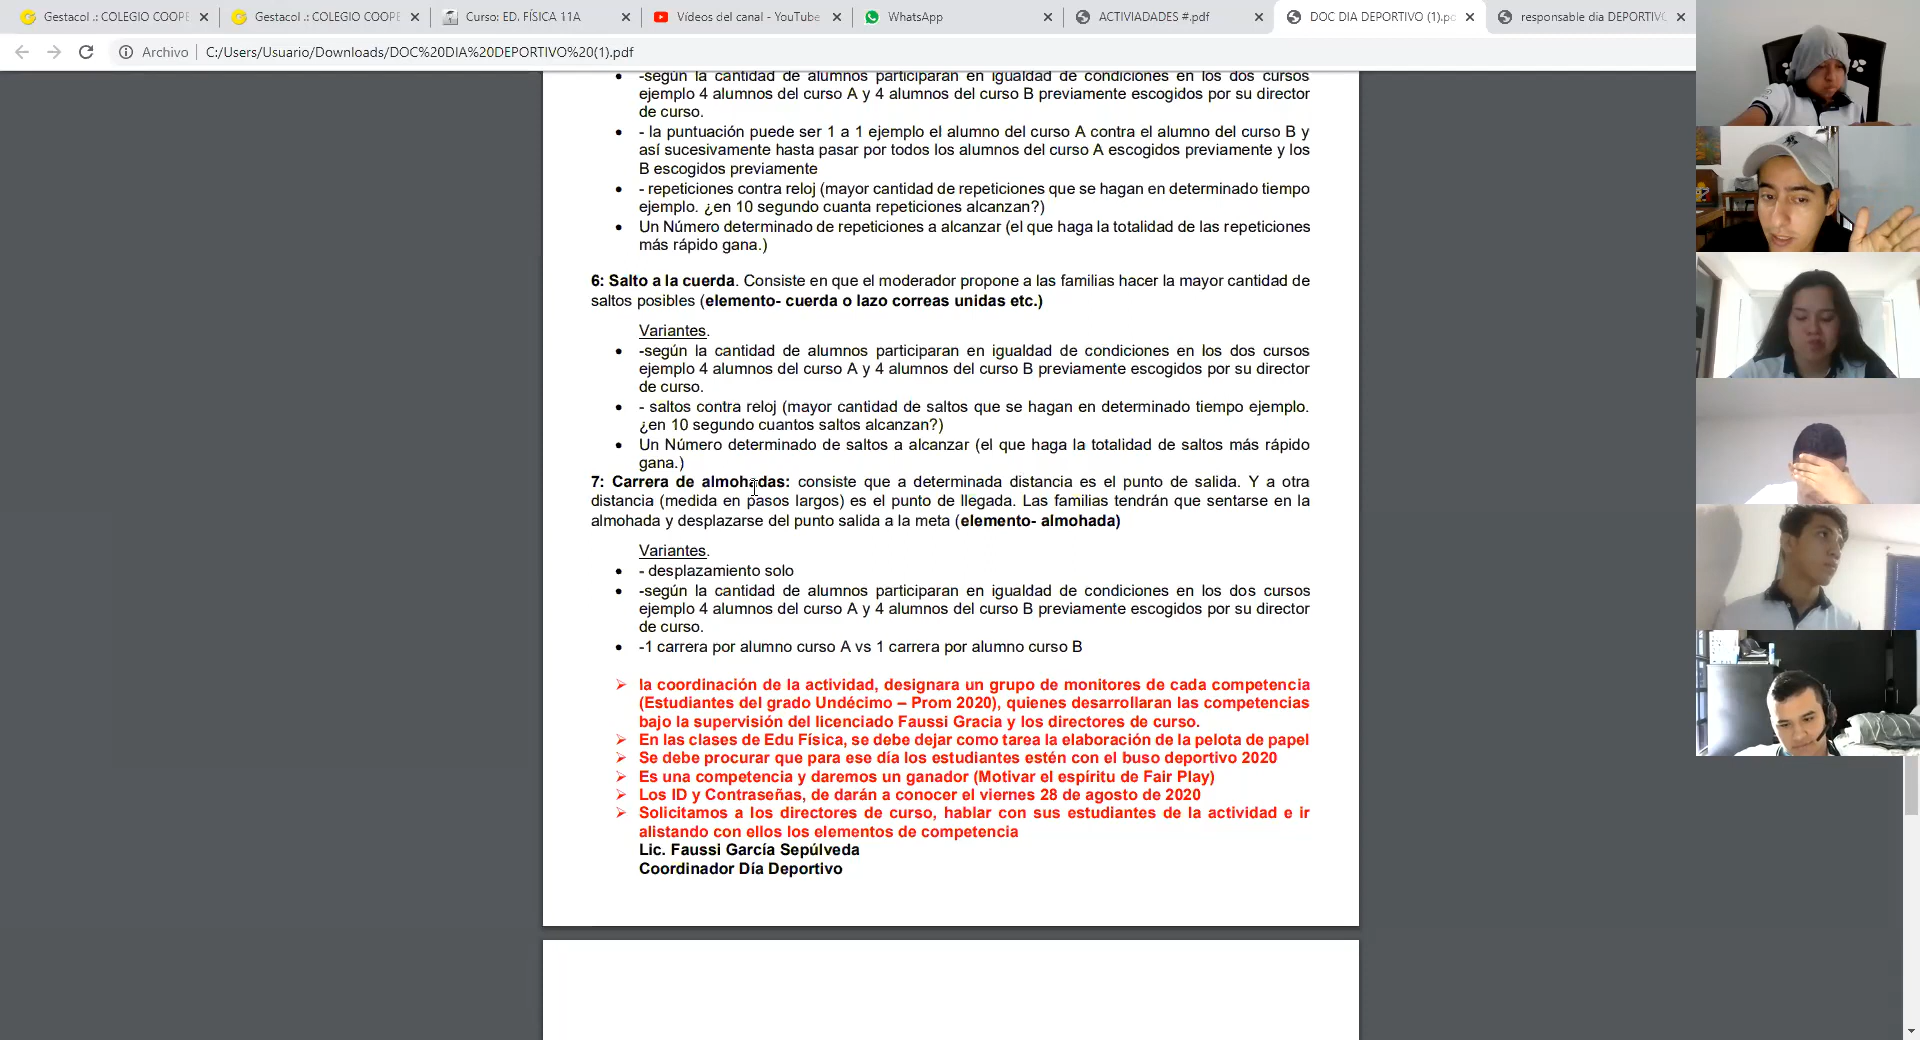 Gestacol .: COLEGIO COOPE
Gestacol .: COLEGIO COOPE
Curso: ED. FÍSICA 11A
Vídeos del canal - YouTube
WhatsApp
ACTIVIADADES #.pdf
DOC DIA DEPORTIVO (1).pd
responsable dia DEPORTIVO
Archivo
C:/Users/Usuario/Downloads/DOC%20DIA%20DEPORTIVO%20(1).pdf
-según la cantidad de alumnos participaran en igualdad de condiciones en los dos cursos
ejemplo 4 alumnos del curso A y 4 alumnos del curso B previamente escogidos por su director
de curso.
- la puntuación puede ser 1 a 1 ejemplo el alumno del curso A contra el alumno del curso B y
así sucesivamente hasta pasar por todos los alumnos del curso A escogidos previamente y los
B escogidos previamente
- repeticiones contra reloj (mayor cantidad de repeticiones que se hagan en determinado tiempo
ejemplo. ¿en 10 segundo cuanta repeticiones alcanzan?)
Un Número determinado de repeticiones a alcanzar (el que haga la totalidad de las repeticiones
más rápido gana.)
6: Salto a la cuerda. Consiste en que el moderador propone a las familias hacer la mayor cantidad de
saltos posibles (elemento- cuerda o lazo correas unidas etc.)
Variantes.
-según la cantidad de alumnos participaran en igualdad de condiciones en los dos cursos
ejemplo 4 alumnos del curso A y 4 alumnos del curso B previamente escogidos por su director
de curso.
- saltos contra reloj (mayor cantidad de saltos que se hagan en determinado tiempo ejemplo.
¿en 10 segundo cuantos saltos alcanzan?)
Un Número determinado de saltos a alcanzar (el que haga la totalidad de saltos más rápido
gana.)
7: Carrera de almohadas: consiste que a determinada distancia es el punto de salida. Y a otra
distancia (medida en pasos largos) es el punto de llegada. Las familias tendrán que sentarse en la
almohada y desplazarse del punto salida a la meta (elemento- almohada)
Variantes.
- desplazamiento solo
-según la cantidad de alumnos participaran en igualdad de condiciones en los dos cursos
ejemplo 4 alumnos del curso A y 4 alumnos del curso B previamente escogidos por su director
de curso.
-1 carrera por alumno curso A vs 1 carrera por alumno curso B
la coordinación de la actividad, designara un grupo de monitores de cada competencia
(Estudiantes del grado Undécimo – Prom 2020), quienes desarrollaran las competencias
bajo la supervisión del licenciado Faussi Gracia y los directores de curso.
En las clases de Edu Física, se debe dejar como tarea la elaboración de la pelota de papel
Se debe procurar que para ese día los estudiantes estén con el buso deportivo 2020
Es una competencia y daremos un ganador (Motivar el espíritu de Fair Play)
Los ID y Contraseñas, de darán a conocer el viernes 28 de agosto de 2020
Solicitamos a los directores de curso, hablar con sus estudiantes de la actividad e ir
alistando con ellos los elementos de competencia
Lic. Faussi García Sepúlveda
Coordinador Día Deportivo